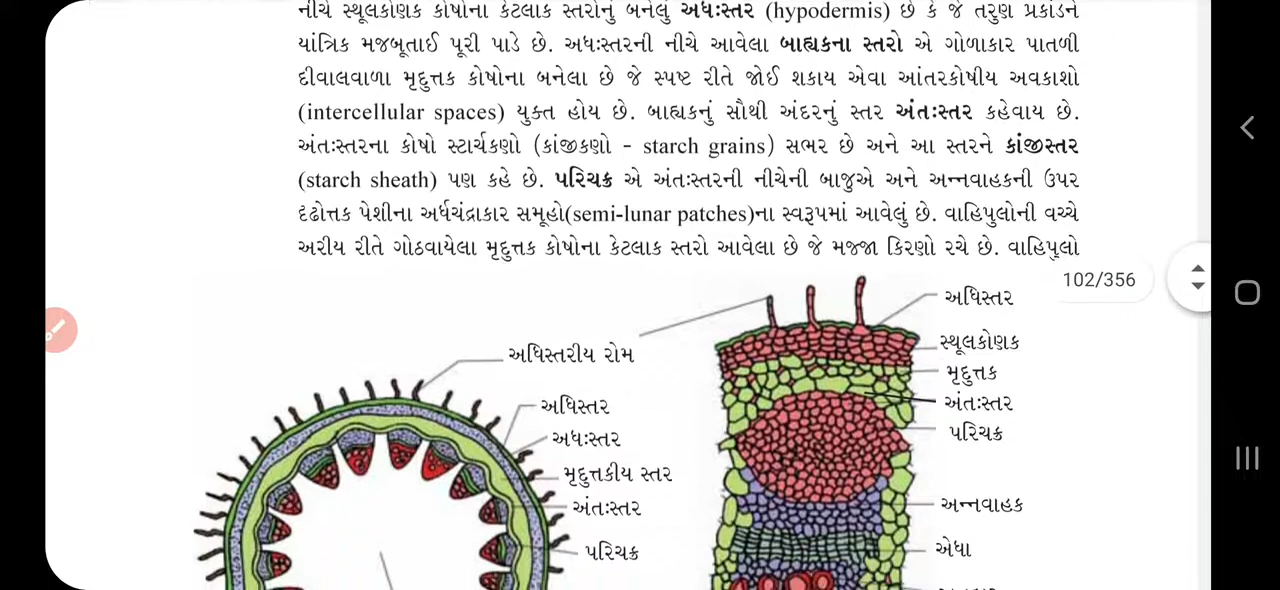 નીચે સ્થૂલકોણક કોષોના કેટલાક સ્તરોનું બનેલું અધઃસ્તર (hypodermis) છે કે જે તરુણ પ્રકાંડને
યાંત્રિક મજબૂતાઈ પૂરી પાડે છે. અધઃસ્તરની નીચે આવેલા બાહ્યકના સ્તરો એ ગોળાકાર પાતળી
દીવાલવાળા મૃદુત્તક કોષોના બનેલા છે જે સ્પષ્ટ રીતે જોઈ શકાય એવા આંતરકોષીય અવકાશો
(intercellular spaces) યુક્ત હોય છે. બાહ્યકનું સૌથી અંદરનું સ્તર અંતઃસ્તર કહેવાય છે.
અંતઃસ્તરના કોષો સ્ટાર્ચકણો (કાંજીકણો - starch grains) સભર છે અને આ સ્તરને કાંજીસ્તર
(starch sheath) પણ કહે છે. પરિચક્ર એ અંતઃસ્તરની નીચેની બાજુએ અને અન્નવાહકની ઉપર
દઢોત્તક પેશીના અર્ધચંદ્રાકાર સમૂહો(semi-lunar patches)ના સ્વરૂપમાં આવેલું છે. વાહિપુલોની વચ્ચે
અરીય રીતે ગોઠવાયેલા મૃદુત્તક કોષોના કેટલાક સ્તરો આવેલા છે જે મજ્જા કિરણો રચે છે. વાહિપૂલો
102/356
અધિસ્તર
સ્થૂલકોણક
અધિસ્તરીય રોમ
મૃદુત્તક
અધિસ્તર
અંતઃસ્તર
અધઃસ્તર
પરિચક્ર
મૃદુત્તકીય સ્તર
અંતઃસ્તર
અન્નવાહક
પરિચક્ર
એધા